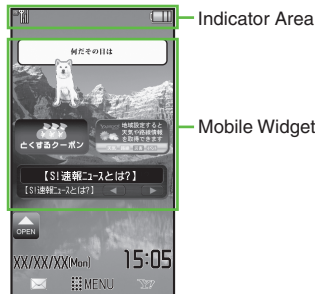 Indicator Area
何だその日は
Mobile Widget
とくするクーポン
地域設定すると
天気や路線情報
を取得できます
【S!速報ニュースとは?】
【S!速報ニュースとは?】
OPEN
XX/XX/XX(Mon)
15:05
MENU